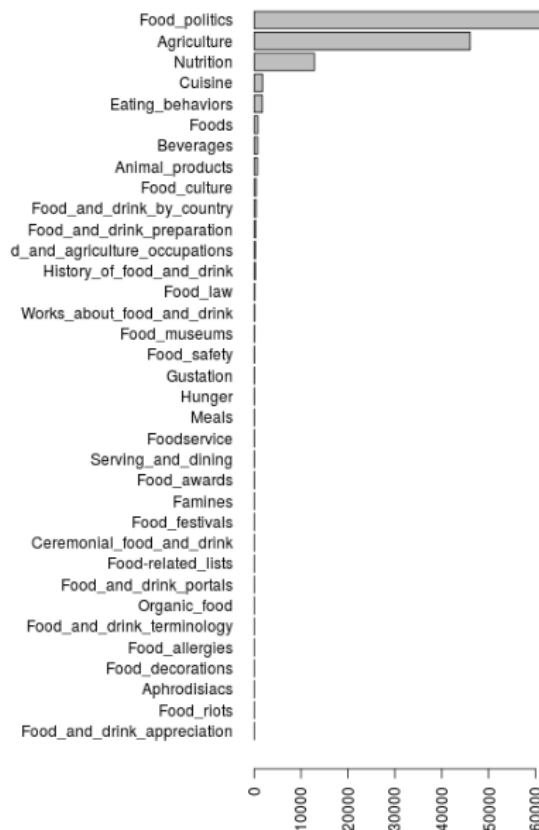 Food_politics
Agriculture
Nutrition
Cuisine
Eating_behaviors
Foods
Beverages
Animal_products
Food_culture
Food_and_drink_by_country
Food_and_drink_preparation
d_and_agriculture_occupations
History_of_food_and_drink
Food_law
Works_about_food_and_drink
Food_museums
Food_safety
Gustation
Hunger
Meals
Foodservice
Serving_and_dining
Food_awards
Famines
Food_festivals
Ceremonial_food_and_drink
Food-related_lists
Food_and_drink_portals
Organic_food
Food_and_drink_terminology
Food_allergies
Food_decorations
Aphrodisiacs
Food_riots
Food_and_drink_appreciation
0
10000
20000
30000
40000
50000
60000